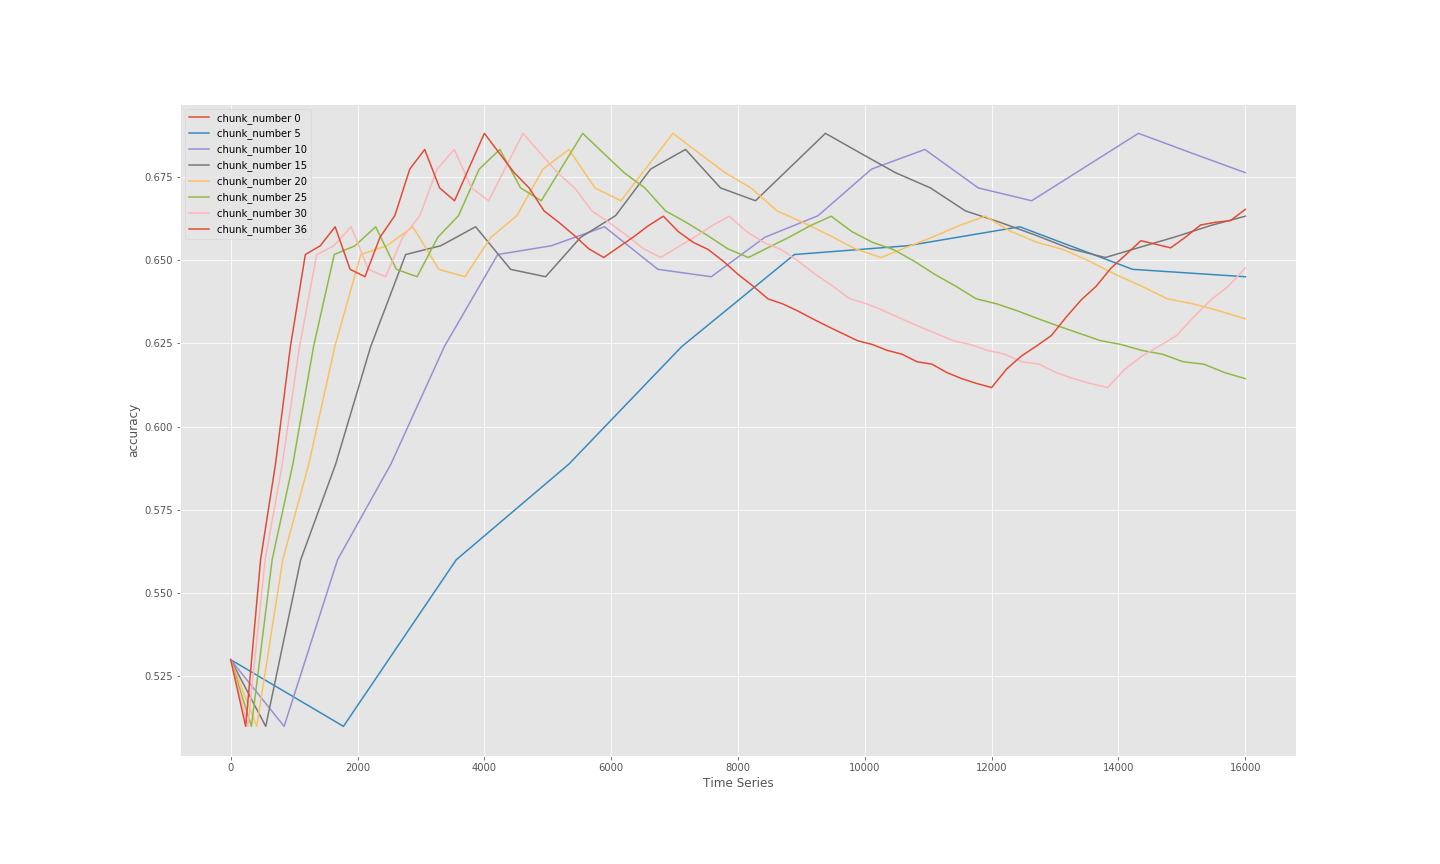 chunk_number 0
chunk_number 5
chunk_number 10
chunk_number 15
chunk_number 20
chunk_number 25
chunk_number 30
chunk_number 36
0.675
0.650
0.625
0.600
0.575
0.550
0.525
accuracy
0 2000 4000 6000 8000 10000 12000 14000 16000
Time Series